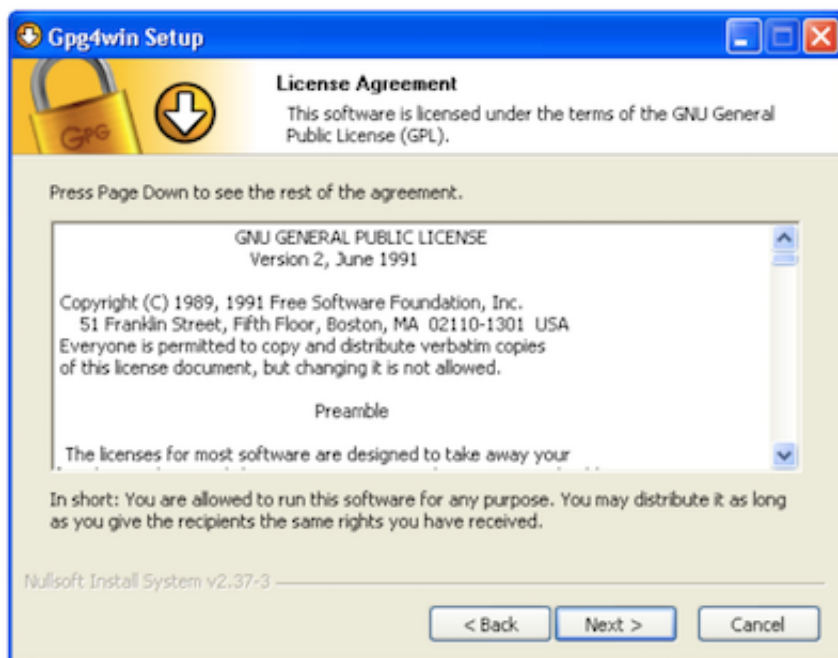 Gpg4win Setup
License Agreement
This software is licensed under the terms of the GNU General
Public License (GPL).
GPG
Press Page Down to see the rest of the agreement.
GNU GENERAL PUBLIC LICENSE
Version 2, June 1991
Copyright (C) 1989, 1991 Free Software Foundation, Inc.
51 Franklin Street, Fifth Floor, Boston, MA 02110-1301 USA
Everyone is permitted to copy and distribute verbatim copies
of this license document, but changing it is not allowed.
Preamble
The licenses for most software are designed to take away your
In short: You are allowed to run this software for any purpose. You may distribute it as long
as you give the recipients the same rights you have received.
Nullsoft Install System v2.37-3
< Back
Next >
Cancel